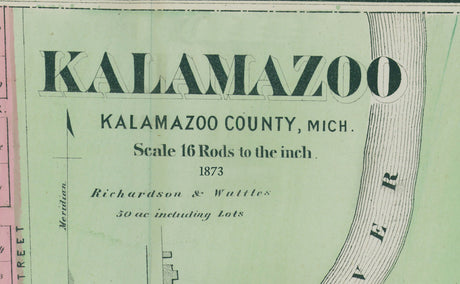 KALAMAZOO
KALAMAZOO COUNTY, MICH.
Scale 16 Rods to the inch.
1873
Richardson & Wattles
50 ac including Lots
Meridian
STREET
VER